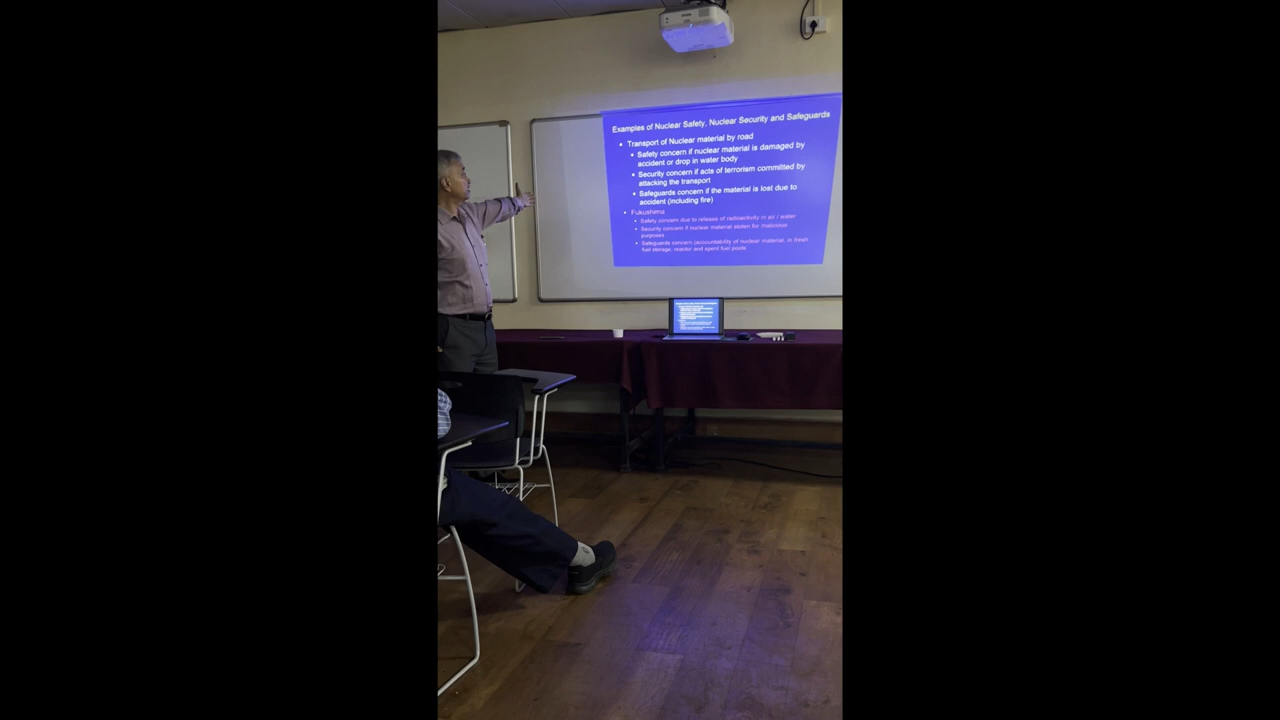 Examples of Nuclear Safety, Nuclear Security and Safeguards
Transport of Nuclear material by road
Safety concern if nuclear material is damaged by
accident or drop in water body
Security concern if acts of terrorism committed by
attacking the transport
Safeguards concern if the material is lost due to
accident (including fire)
Fukushima
Safety concern due to release of radioactivity in air / water
Security concern if nuclear material stolen for malicious
purposes
Safeguards concern (accountability of nuclear material, in fresh
fuel storage, reactor and spent fuel pools